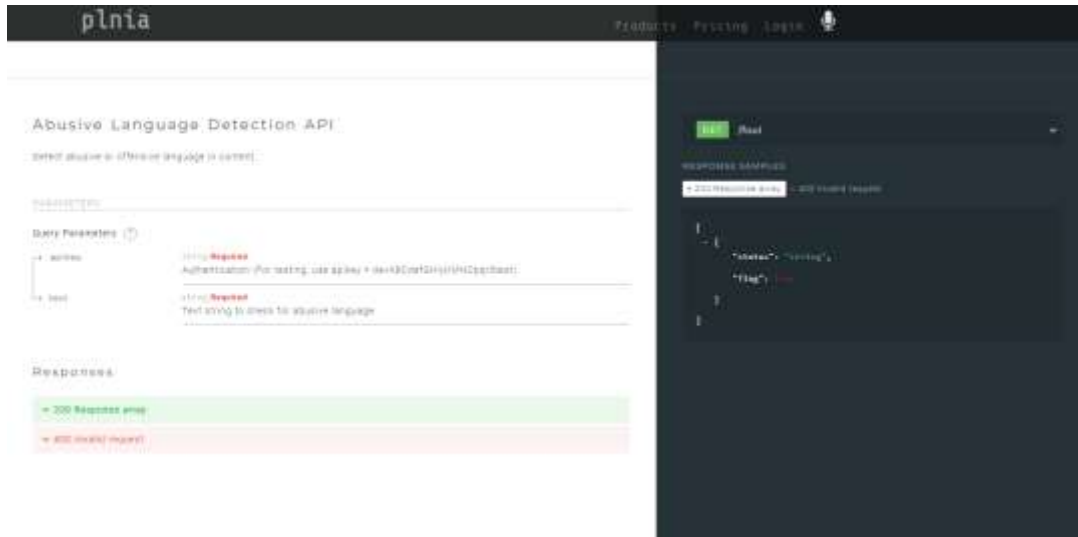 plnia
Products Pricing Login
Abusive Language Detection API
Detect abusive or offensive language in content.
PARAMETERS
Query Parameters (?)
string Required
Authentication (For testing, use apikey =
text
string Required
Text string to check for abusive language
Responses
200 Response array
400 Invalid request
GET /text
RESPONSE SAMPLES
200 Response array 400 Invalid request
[
- {
"status": "string",
"flag": true
}
]